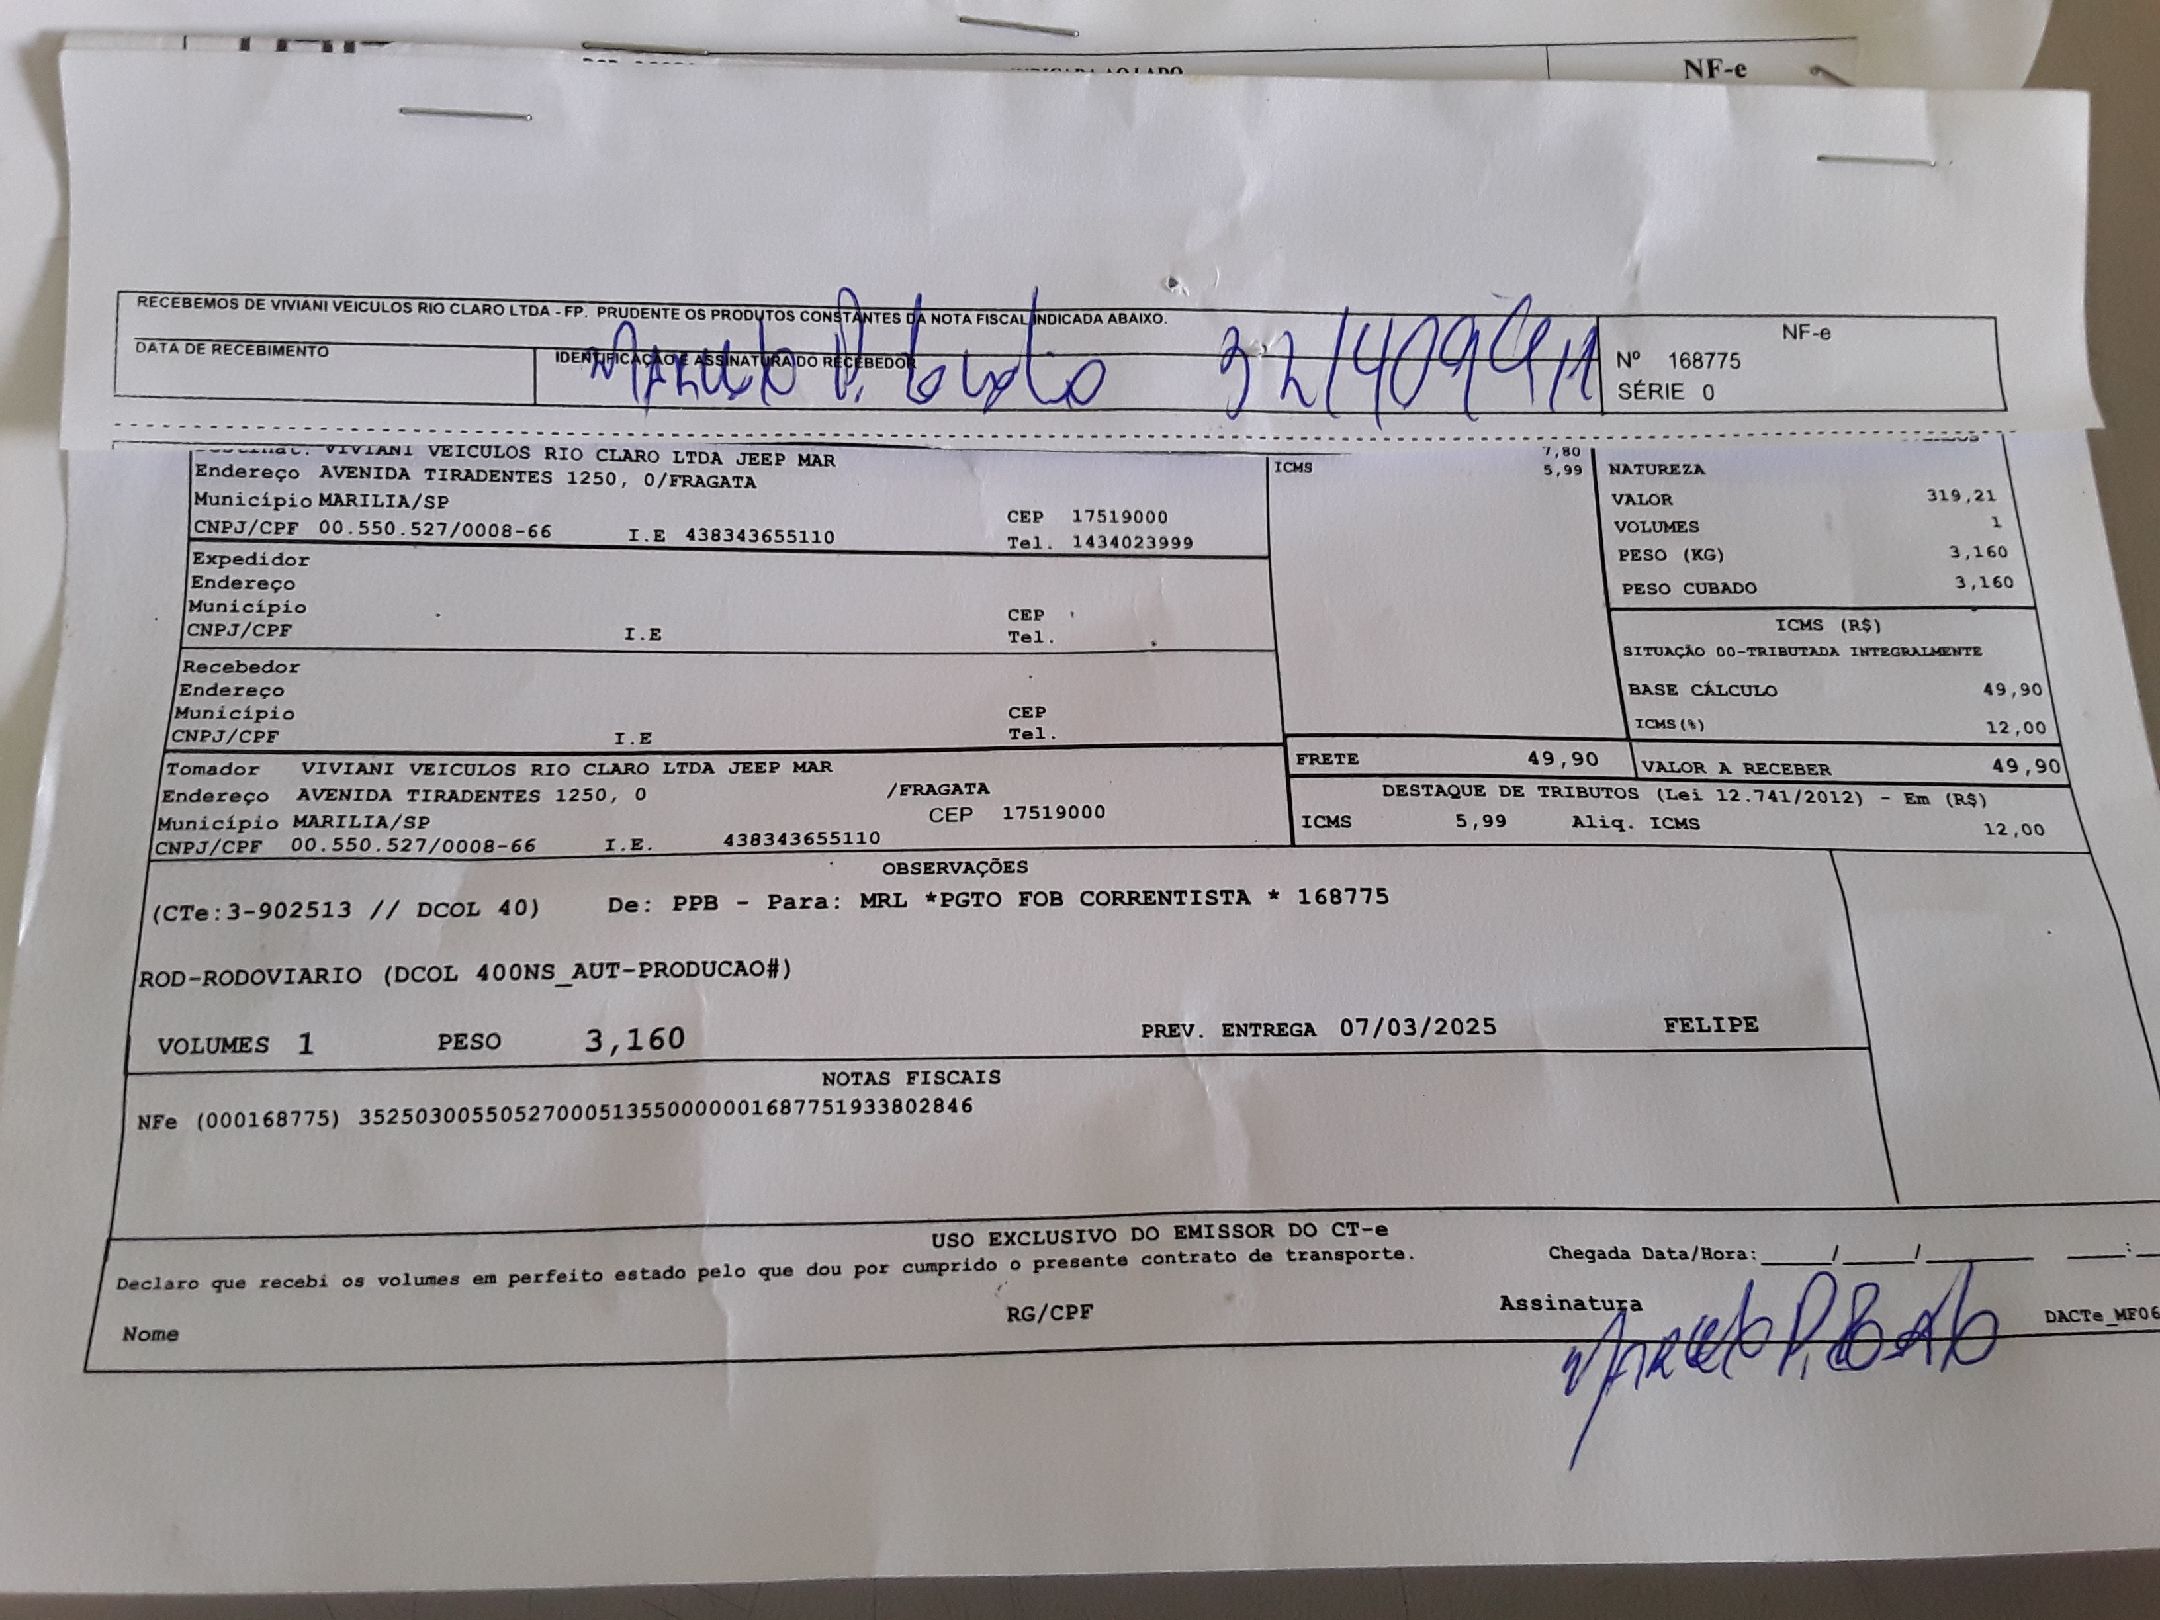 NF-e
RECEBEMOS DE VIVIANI VEICULOS RIO CLARO LTDA - FP. PRUDENTE OS PRODUTOS CONSTANTES DA NOTA FISCAL INDICADA ABAIXO.
DATA DE RECEBIMENTO
IDENTIFICAÇÃO E ASSINATURA DO RECEBEDOR
NF-e
Nº 168775
SÉRIE 0
VIVIANI VEICULOS RIO CLARO LTDA JEEP MAR
Endereço AVENIDA TIRADENTES 1250, 0/FRAGATA
Município MARILIA/SP
CEP 17519000
CNPJ/CPF 00.550.527/0008-66 I.E 438343655110
Tel. 1434023999
Expedidor
Endereço
Município
CEP
CNPJ/CPF I.E
Tel.
Recebedor
Endereço
Município
CEP
CNPJ/CPF I.E
Tel.
Tomador VIVIANI VEICULOS RIO CLARO LTDA JEEP MAR
Endereço AVENIDA TIRADENTES 1250, 0 /FRAGATA
Município MARILIA/SP CEP 17519000
CNPJ/CPF 00.550.527/0008-66 I.E. 438343655110
7,80
ICMS 5,99
NATUREZA
VALOR 319,21
VOLUMES 1
PESO (KG) 3,160
PESO CUBADO 3,160
ICMS (R$)
SITUAÇÃO 00-TRIBUTADA INTEGRALMENTE
BASE CÁLCULO 49,90
ICMS(%) 12,00
FRETE 49,90
VALOR A RECEBER 49,90
DESTAQUE DE TRIBUTOS (Lei 12.741/2012) - Em (R$)
ICMS 5,99 Aliq. ICMS 12,00
OBSERVAÇÕES
(CTe:3-902513 // DCOL 40) De: PPB - Para: MRL *PGTO FOB CORRENTISTA * 168775
ROD-RODOVIARIO (DCOL 400NS_AUT-PRODUCAO#)
VOLUMES 1 PESO 3,160 PREV. ENTREGA 07/03/2025 FELIPE
NOTAS FISCAIS
NFe (000168775) 35250300550527000513550000001687751933802846
USO EXCLUSIVO DO EMISSOR DO CT-e
Declaro que recebi os volumes em perfeito estado pelo que dou por cumprido o presente contrato de transporte.
Chegada Data/Hora:____/____/______ ___:
Nome
RG/CPF
Assinatura
DACTe_MF06